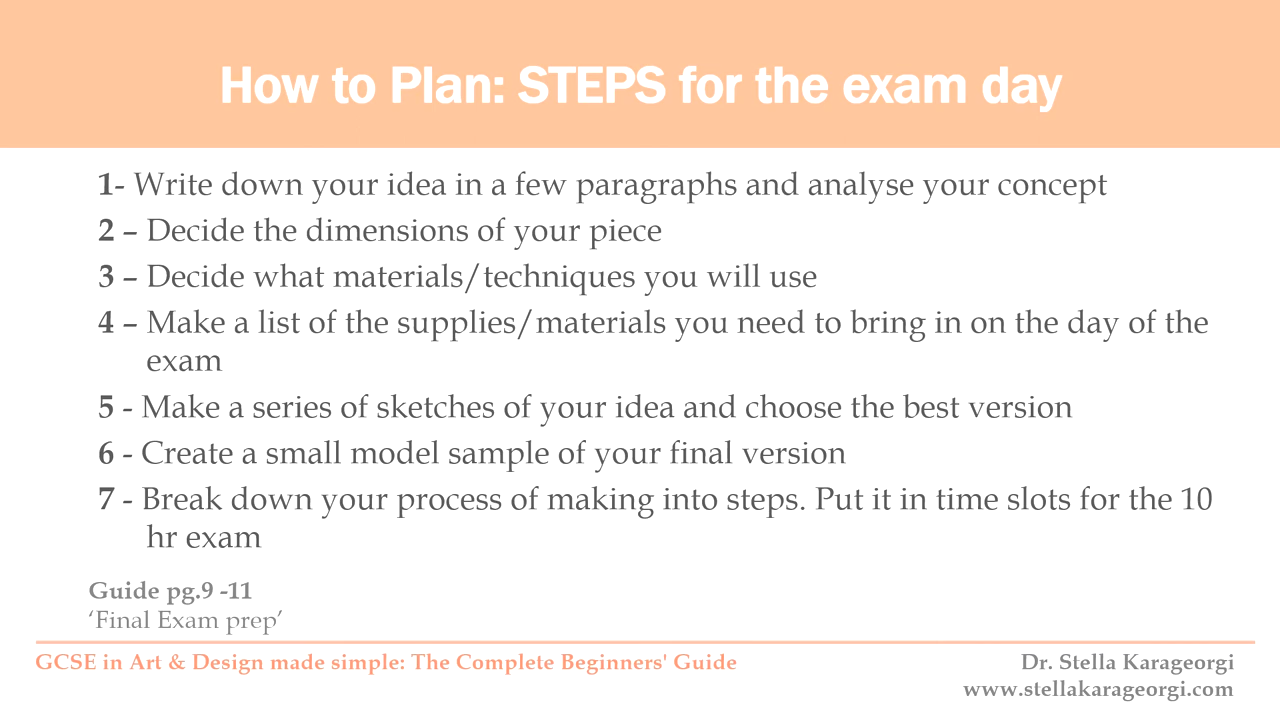 How to Plan: STEPS for the exam day
1- Write down your idea in a few paragraphs and analyse your concept
2 – Decide the dimensions of your piece
3 – Decide what materials/techniques you will use
4 – Make a list of the supplies/materials you need to bring in on the day of the
exam
5 - Make a series of sketches of your idea and choose the best version
6 - Create a small model sample of your final version
7 - Break down your process of making into steps. Put it in time slots for the 10
hr exam
Guide pg.9 -11
‘Final Exam prep’
GCSE in Art & Design made simple: The Complete Beginners' Guide
Dr. Stella Karageorgi
www.stellakarageorgi.com